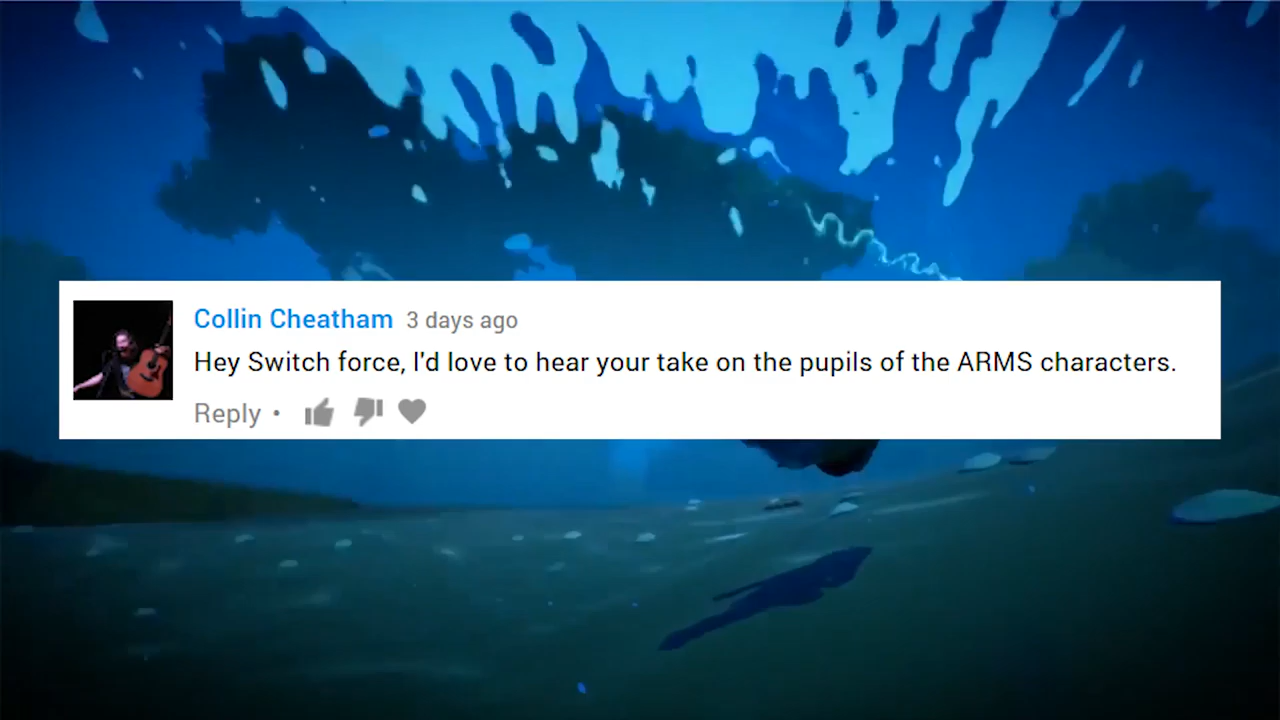 Collin Cheatham 3 days ago
Hey Switch force, I'd love to hear your take on the pupils of the ARMS characters.
Reply •